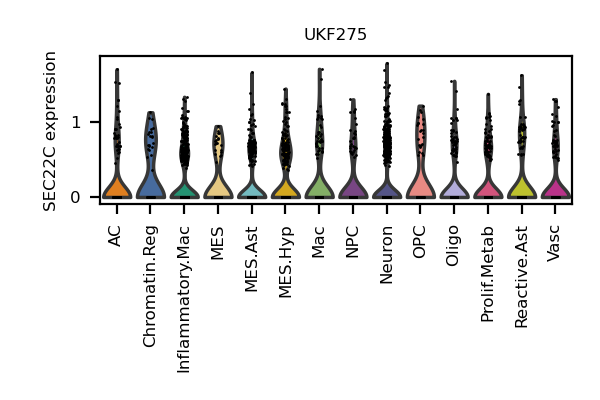 UKF275
SEC22C expression
1
0
AC
Chromatin.Reg
Inflammatory.Mac
MES
MES.Ast
MES.Hyp
Mac
NPC
Neuron
OPC
Oligo
Prolif.Metab
Reactive.Ast
Vasc